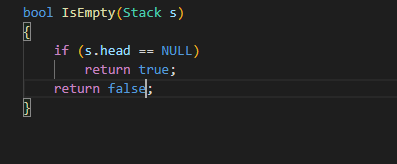 bool IsEmpty(Stack s)
{
    if (s.head == NULL)
        return true;
    return false;
}